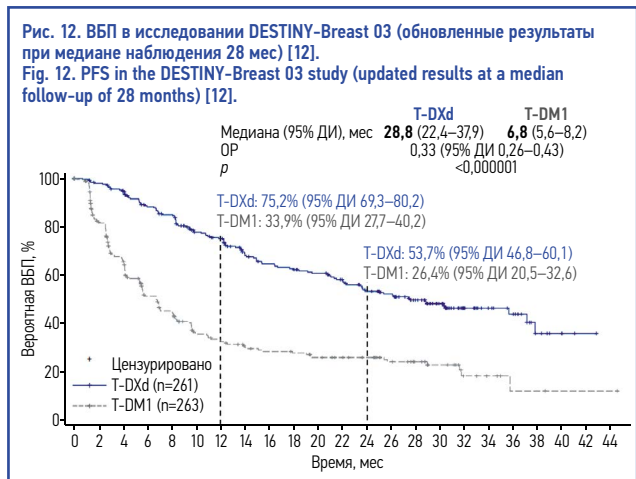 Рис. 12. ВБП в исследовании DESTINY-Breast 03 (обновленные результаты
при медиане наблюдения 28 мес) [12].
Fig. 12. PFS in the DESTINY-Breast 03 study (updated results at a median
follow-up of 28 months) [12].
T-DXd T-DM1
Медиана (95% ДИ), мес 28,8 (22,4–37,9) 6,8 (5,6–8,2)
ОР 0,33 (95% ДИ 0,26–0,43)
p <0,000001
T-DXd: 75,2% (95% ДИ 69,3–80,2)
T-DM1: 33,9% (95% ДИ 27,7–40,2)
T-DXd: 53,7% (95% ДИ 46,8–60,1)
T-DM1: 26,4% (95% ДИ 20,5–32,6)
Вероятная ВБП, %
100
80
60
40
20
0
Цензурировано
T-DXd (n=261)
T-DM1 (n=263)
0 2 4 6 8 10 12 14 16 18 20 22 24 26 28 30 32 34 36 38 40 42 44
Время, мес